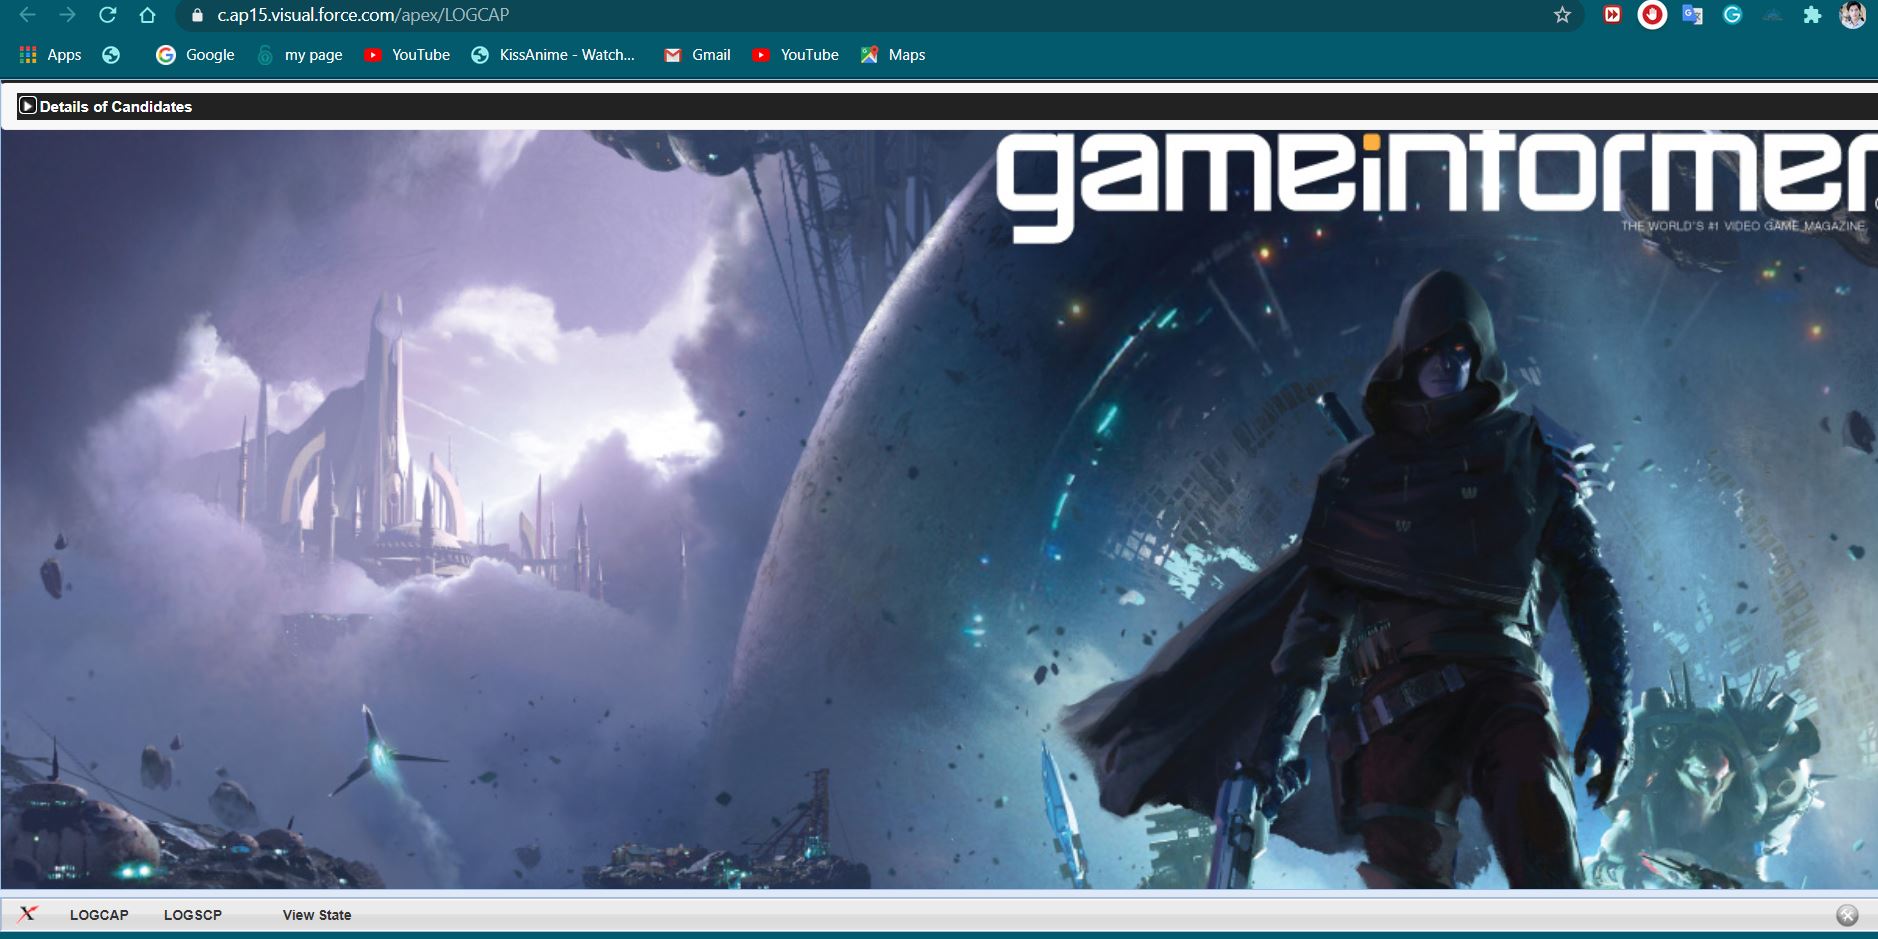 c.ap15.visual.force.com/apex/LOGCAP
Apps Google my page YouTube KissAnime - Watch... Gmail YouTube Maps
Details of Candidates
gameinformer
THE WORLD'S #1 VIDEO GAME MAGAZINE
LOGCAP LOGSCP View State